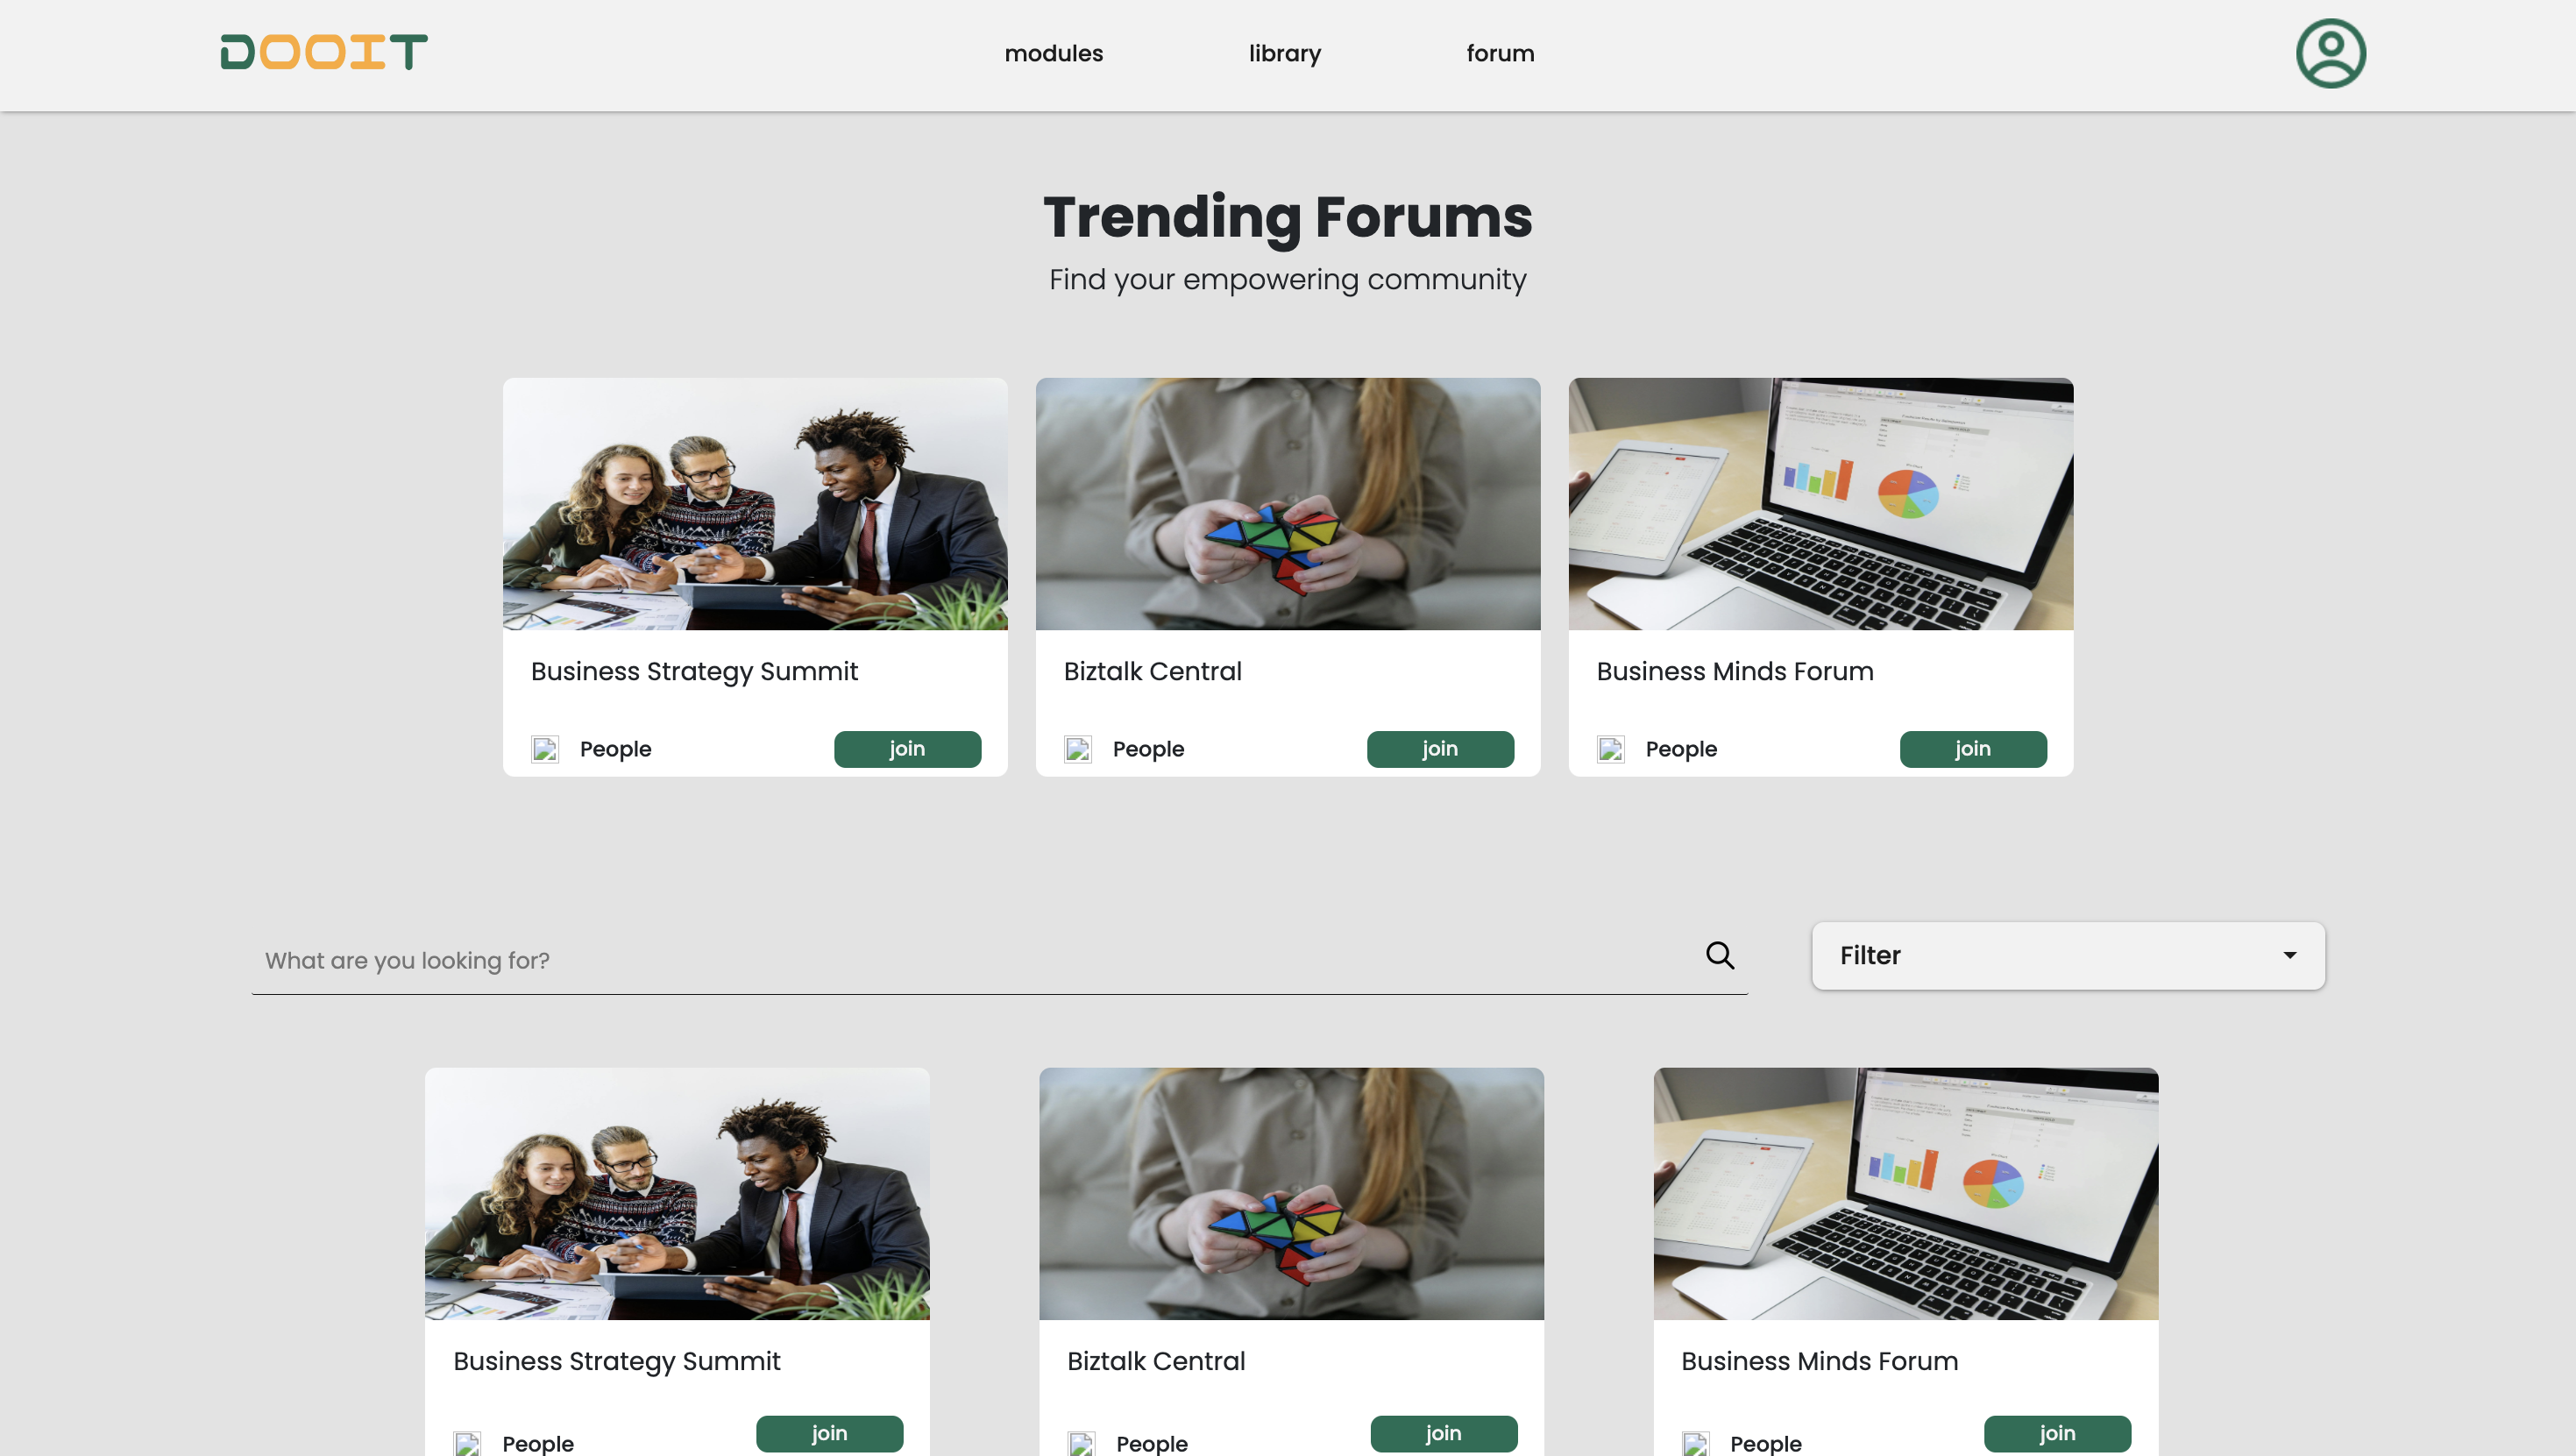 DOOIT
modules library forum
Trending Forums
Find your empowering community
Business Strategy Summit
People join
Biztalk Central
People join
Business Minds Forum
People join
What are you looking for?
Filter
Business Strategy Summit
People join
Biztalk Central
People join
Business Minds Forum
People join